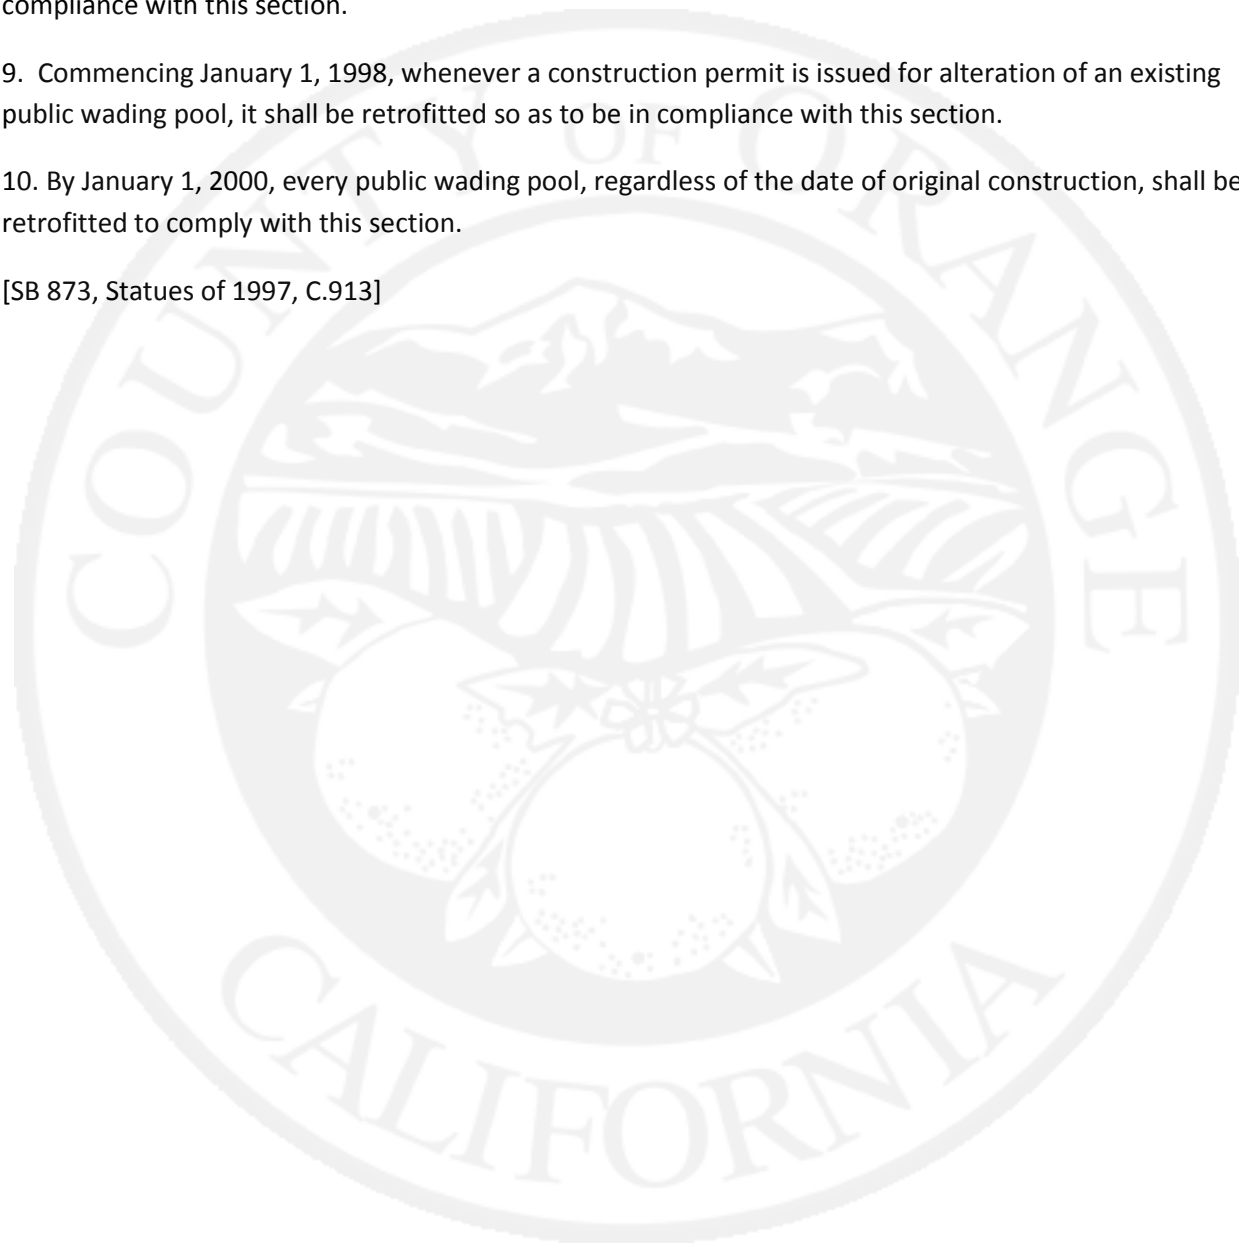 compliance with this section.
9. Commencing January 1, 1998, whenever a construction permit is issued for alteration of an existing
public wading pool, it shall be retrofitted so as to be in compliance with this section.
10. By January 1, 2000, every public wading pool, regardless of the date of original construction, shall be
retrofitted to comply with this section.
[SB 873, Statues of 1997, C.913]
COUNTY OF ORANGE
CALIFORNIA